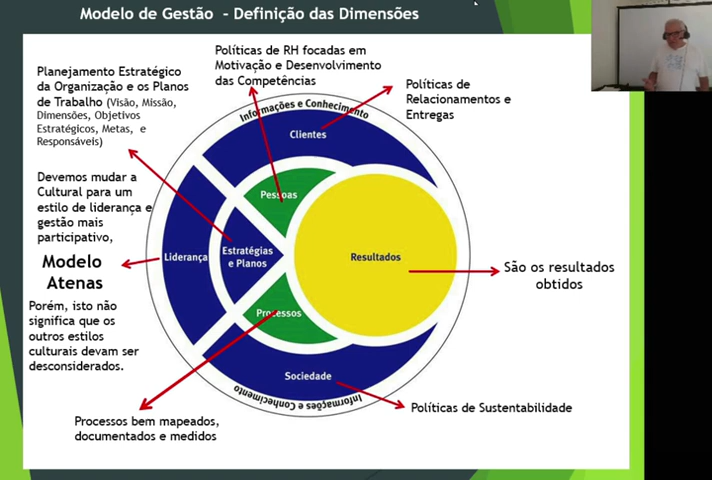 Modelo de Gestão - Definição das Dimensões
Políticas de RH focadas em
Motivação e Desenvolvimento
das Competências
Planejamento Estratégico
da Organização e os Planos
de Trabalho (Visão, Missão,
Dimensões, Objetivos
Estratégicos, Metas, e
Responsáveis)
Políticas de
Relacionamentos e
Entregas
Informações e Conhecimento
Clientes
Devemos mudar a
Cultural para um
estilo de liderança e
gestão mais
participativo,
Modelo
Atenas
Porém, isto não
significa que os
outros estilos
culturais devam ser
desconsiderados.
Pessoas
Liderança
Estratégias
e Planos
Resultados
São os resultados
obtidos
Processos
Sociedade
Informações e Conhecimento
Políticas de Sustentabilidade
Processos bem mapeados,
documentados e medidos